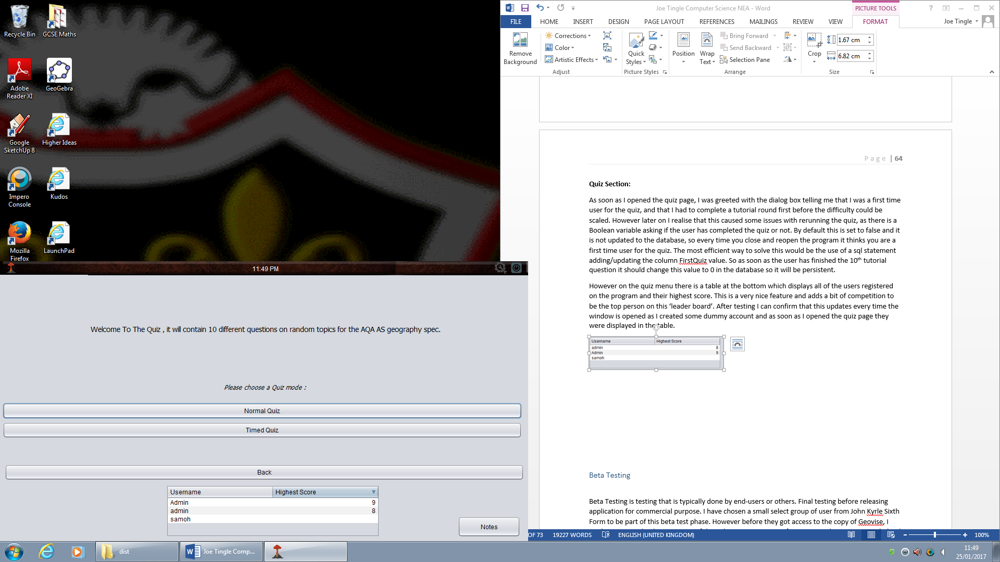 Recycle Bin
GCSE Maths
Adobe
Reader XI
GeoGebra
Google
SketchUp 8
Higher Ideas
Impero
Console
Kudos
Mozilla
Firefox
LaunchPad
11:49 PM
Welcome To The Quiz , it will contain 10 different questions on random topics for the AQA AS geography spec.
Please choose a Quiz mode :
Normal Quiz
Timed Quiz
Back
Username Highest Score
Admin 9
admin 8
samoh
Notes
Joe Tingle Computer Science NEA - Word
PICTURE TOOLS
FILE HOME INSERT DESIGN PAGE LAYOUT REFERENCES MAILINGS REVIEW VIEW FORMAT
Joe Tingle
Remove
Background
Corrections
Color
Artistic Effects
Adjust
Quick
Styles
Picture Styles
Position
Wrap
Text
Bring Forward
Send Backward
Selection Pane
Arrange
Crop
1.67 cm
6.82 cm
Size
Page | 64
Quiz Section:
As soon as I opened the quiz page, I was greeted with the dialog box telling me that I was a first time
user for the quiz, and that I had to complete a tutorial round first before the difficulty could be
scaled. However later on I realise that this caused some issues with rerunning the quiz, as there is a
Boolean variable asking if the user has completed the quiz or not. By default this is set to false and it
is not updated to the database, so every time you close and reopen the program it thinks you are a
first time user for the quiz. The most efficient way to solve this would be the use of a sql statement
adding/updating the column FirstQuiz value. So as soon as the user has finished the 10th tutorial
question it should change this value to 0 in the database so it will be persistent.
However on the quiz menu there is a table at the bottom which displays all of the users registered
on the program and their highest score. This is a very nice feature and adds a bit of competition to
be the top person on this ‘leader board’. After testing I can confirm that this updates every time the
window is opened as I created some dummy account and as soon as I opened the quiz page they
were displayed in the table.
Username Highest Score
admin 8
Admin 9
samoh
Beta Testing
Beta Testing is testing that is typically done by end-users or others. Final testing before releasing
application for commercial purpose. I have chosen a small select group of user from John Kyrle Sixth
Form to be part of this beta test phase. However before they got access to the copy of Geovise, I
OF 73 19227 WORDS ENGLISH (UNITED KINGDOM) 100%
dist
Joe Tingle Comp...
11:49
25/01/2017